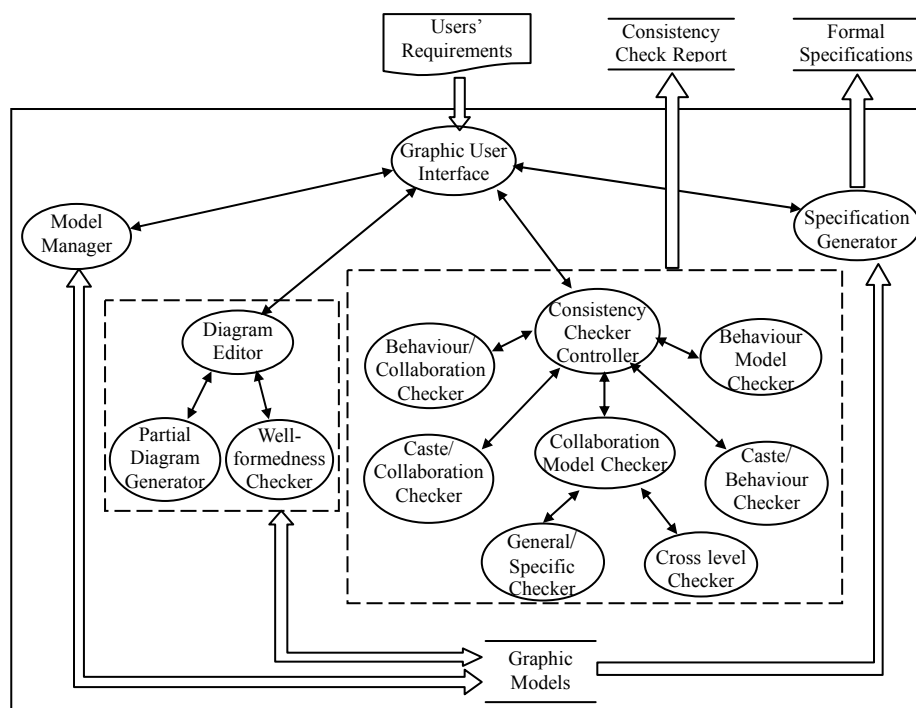 Users'
Requirements
Consistency
Check Report
Formal
Specifications
Graphic User
Interface
Model
Manager
Specification
Generator
Diagram
Editor
Consistency
Checker
Controller
Behaviour/
Collaboration
Checker
Behaviour
Model
Checker
Partial
Diagram
Generator
Well-
formedness
Checker
Caste/
Collaboration
Checker
Collaboration
Model Checker
Caste/
Behaviour
Checker
General/
Specific
Checker
Cross level
Checker
Graphic
Models